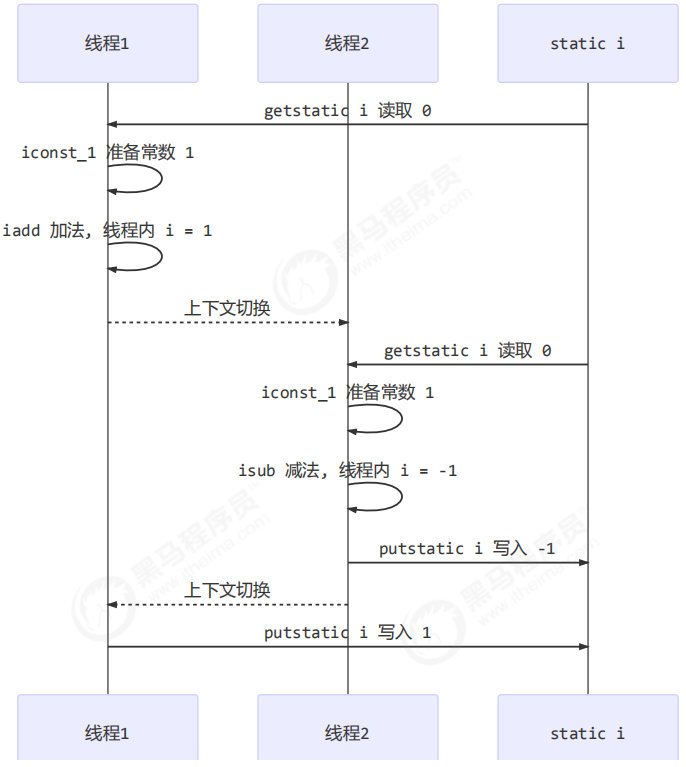 线程1
线程2
static i
getstatic i 读取 0
iconst_1 准备常数 1
iadd 加法, 线程内 i = 1
上下文切换
getstatic i 读取 0
iconst_1 准备常数 1
isub 减法, 线程内 i = -1
putstatic i 写入 -1
上下文切换
putstatic i 写入 1
线程1
线程2
static i
黑马程序员™
www.itheima.com
黑马程序员™
www.itheima.com
黑马程序员
www.itheima.com